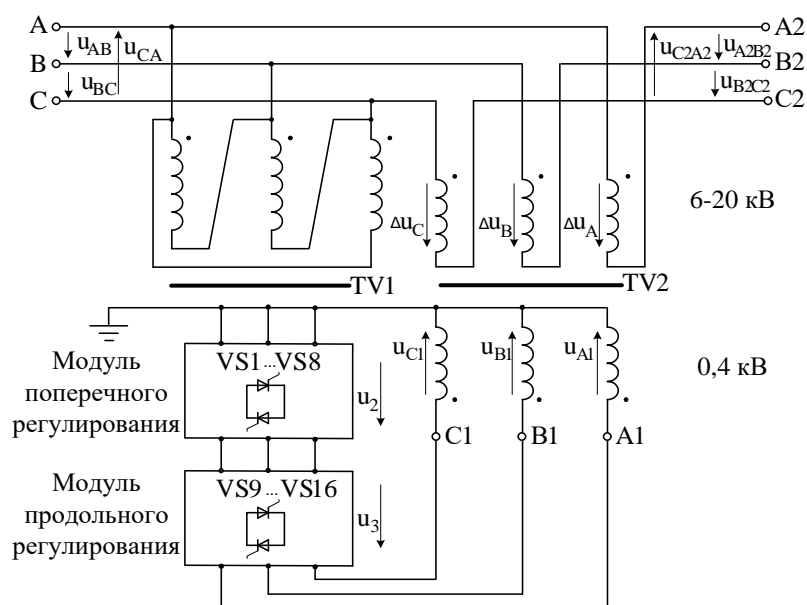 A
u_AB
u_CA
B
u_BC
C
A2
u_C2A2
u_A2B2
B2
u_B2C2
C2
Δu_C
Δu_B
Δu_A
6-20 кВ
TV1
TV2
Модуль
поперечного
регулирования
VS1...VS8
u_2
u_C1
u_B1
u_A1
0,4 кВ
C1
B1
A1
Модуль
продольного
регулирования
VS9...VS16
u_3